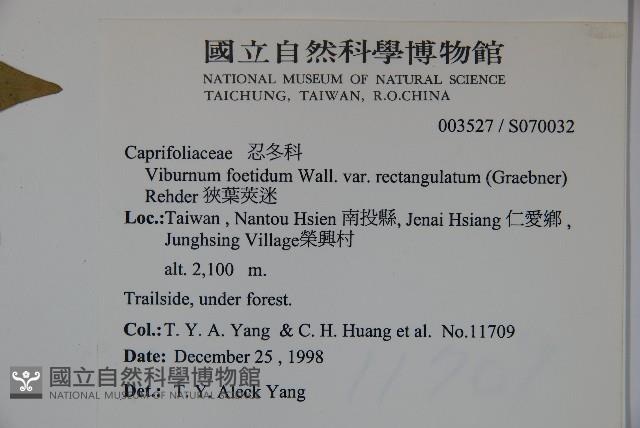 國立自然科學博物館
NATIONAL MUSEUM OF NATURAL SCIENCE
TAICHUNG, TAIWAN, R.O.CHINA
003527 / S070032
Caprifoliaceae 忍冬科
Viburnum foetidum Wall. var. rectangulatum (Graebner)
Rehder 狹葉莢迷
Loc.:Taiwan , Nantou Hsien 南投縣, Jenai Hsiang 仁愛鄉 ,
Junghsing Village榮興村
alt. 2,100 m.
Trailside, under forest.
Col.:T. Y. A. Yang & C. H. Huang et al. No.11709
Date: December 25 , 1998
Det.: T. Y. Aleck Yang
國立自然科學博物館
NATIONAL MUSEUM OF NATURAL SCIENCE